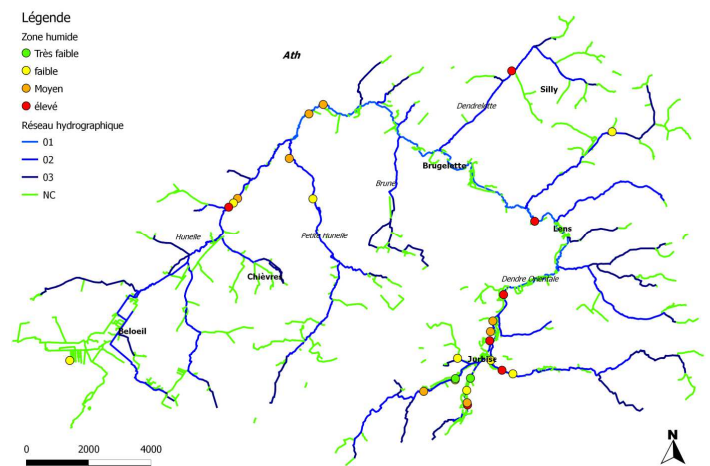 Légende
Zone humide
Très faible
faible
Moyen
élevé
Réseau hydrographique
01
02
03
NC
Ath
Dendrelotte
Silly
Brugelette
Brune
Hunelle
Petite Hunelle
Lens
Chièvres
Dendre Orientale
Beloeil
Jurbise
0 2000 4000
N